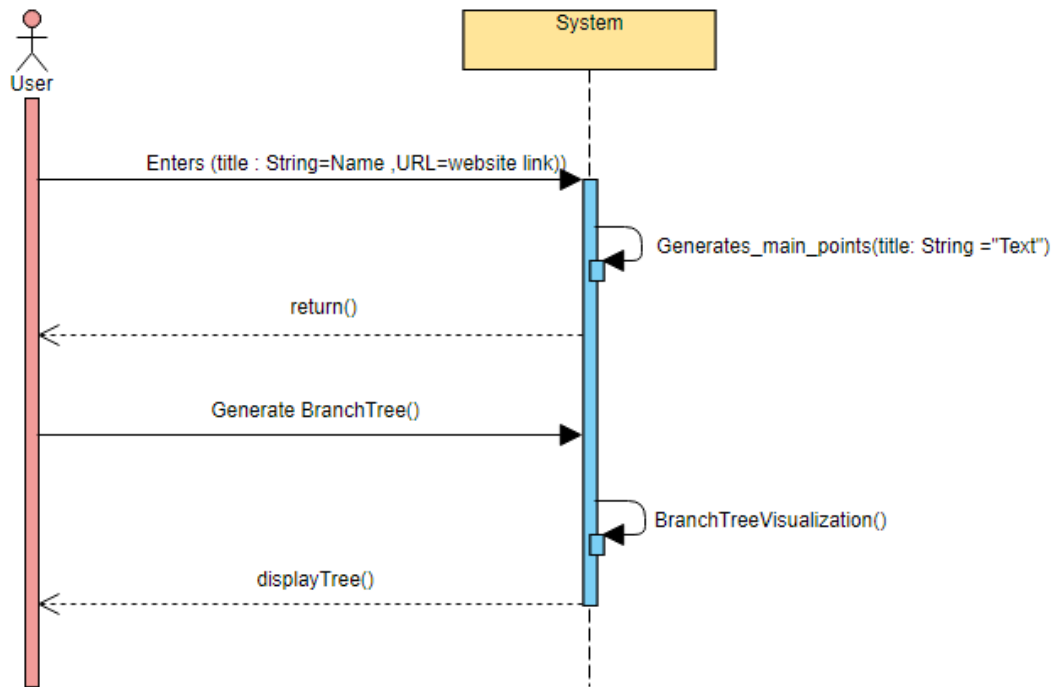 System
User
Enters (title : String=Name ,URL=website link))
Generates_main_points(title: String ="Text")
return()
Generate BranchTree()
BranchTreeVisualization()
displayTree()